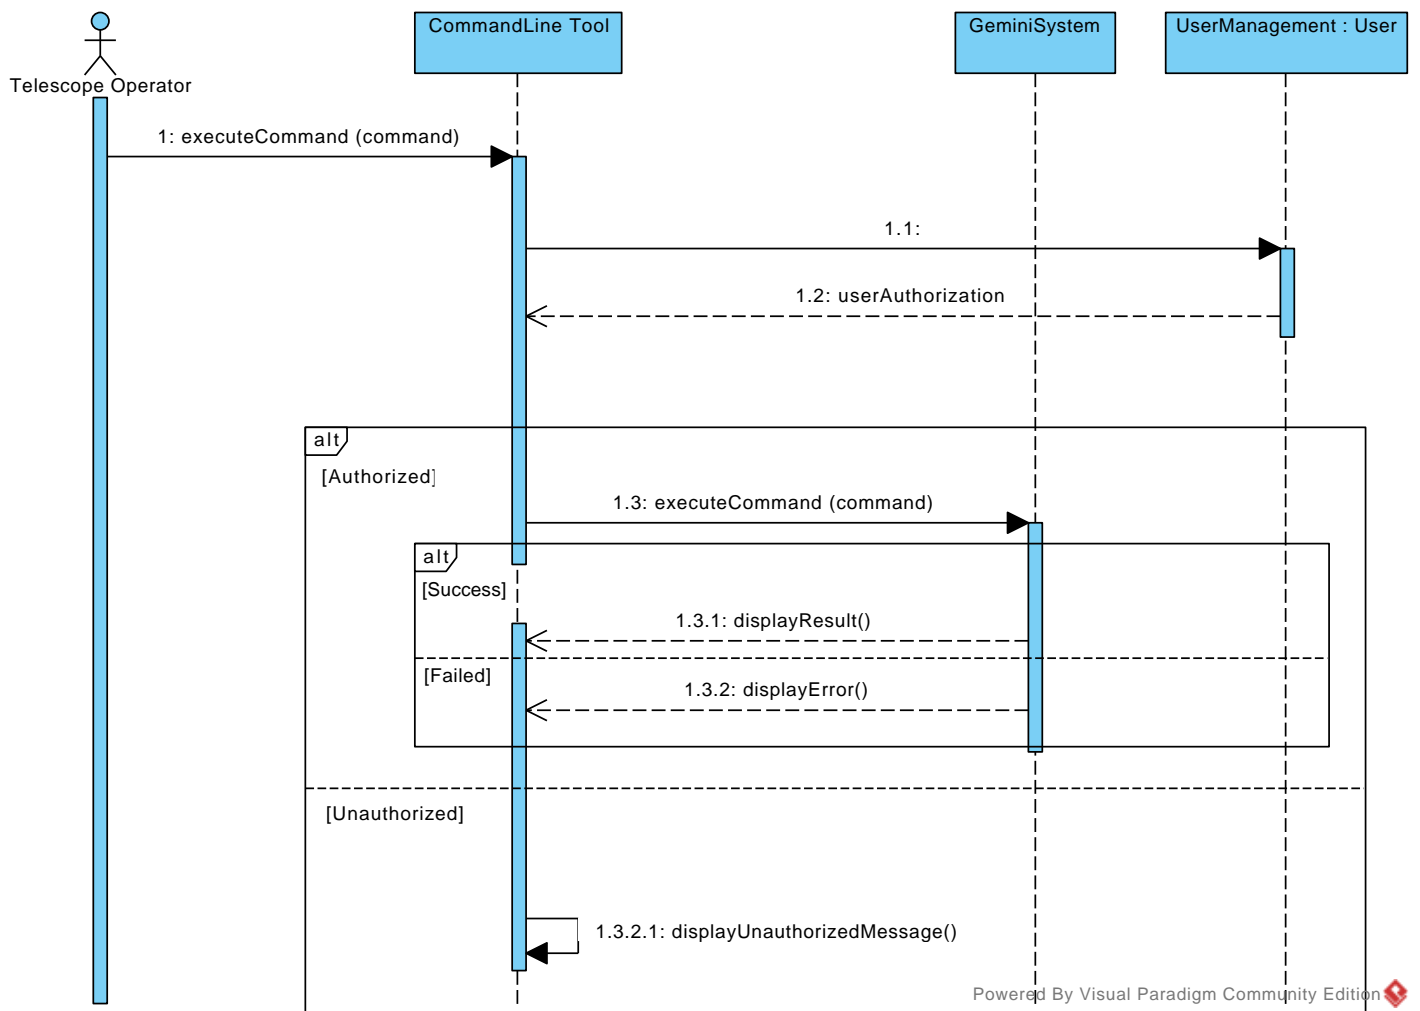 CommandLine Tool
GeminiSystem
UserManagement : User
Telescope Operator
1: executeCommand (command)
1.1:
1.2: userAuthorization
alt
[Authorized]
1.3: executeCommand (command)
alt
[Success]
1.3.1: displayResult()
[Failed]
1.3.2: displayError()
[Unauthorized]
1.3.2.1: displayUnauthorizedMessage()
Powered By Visual Paradigm Community Edition